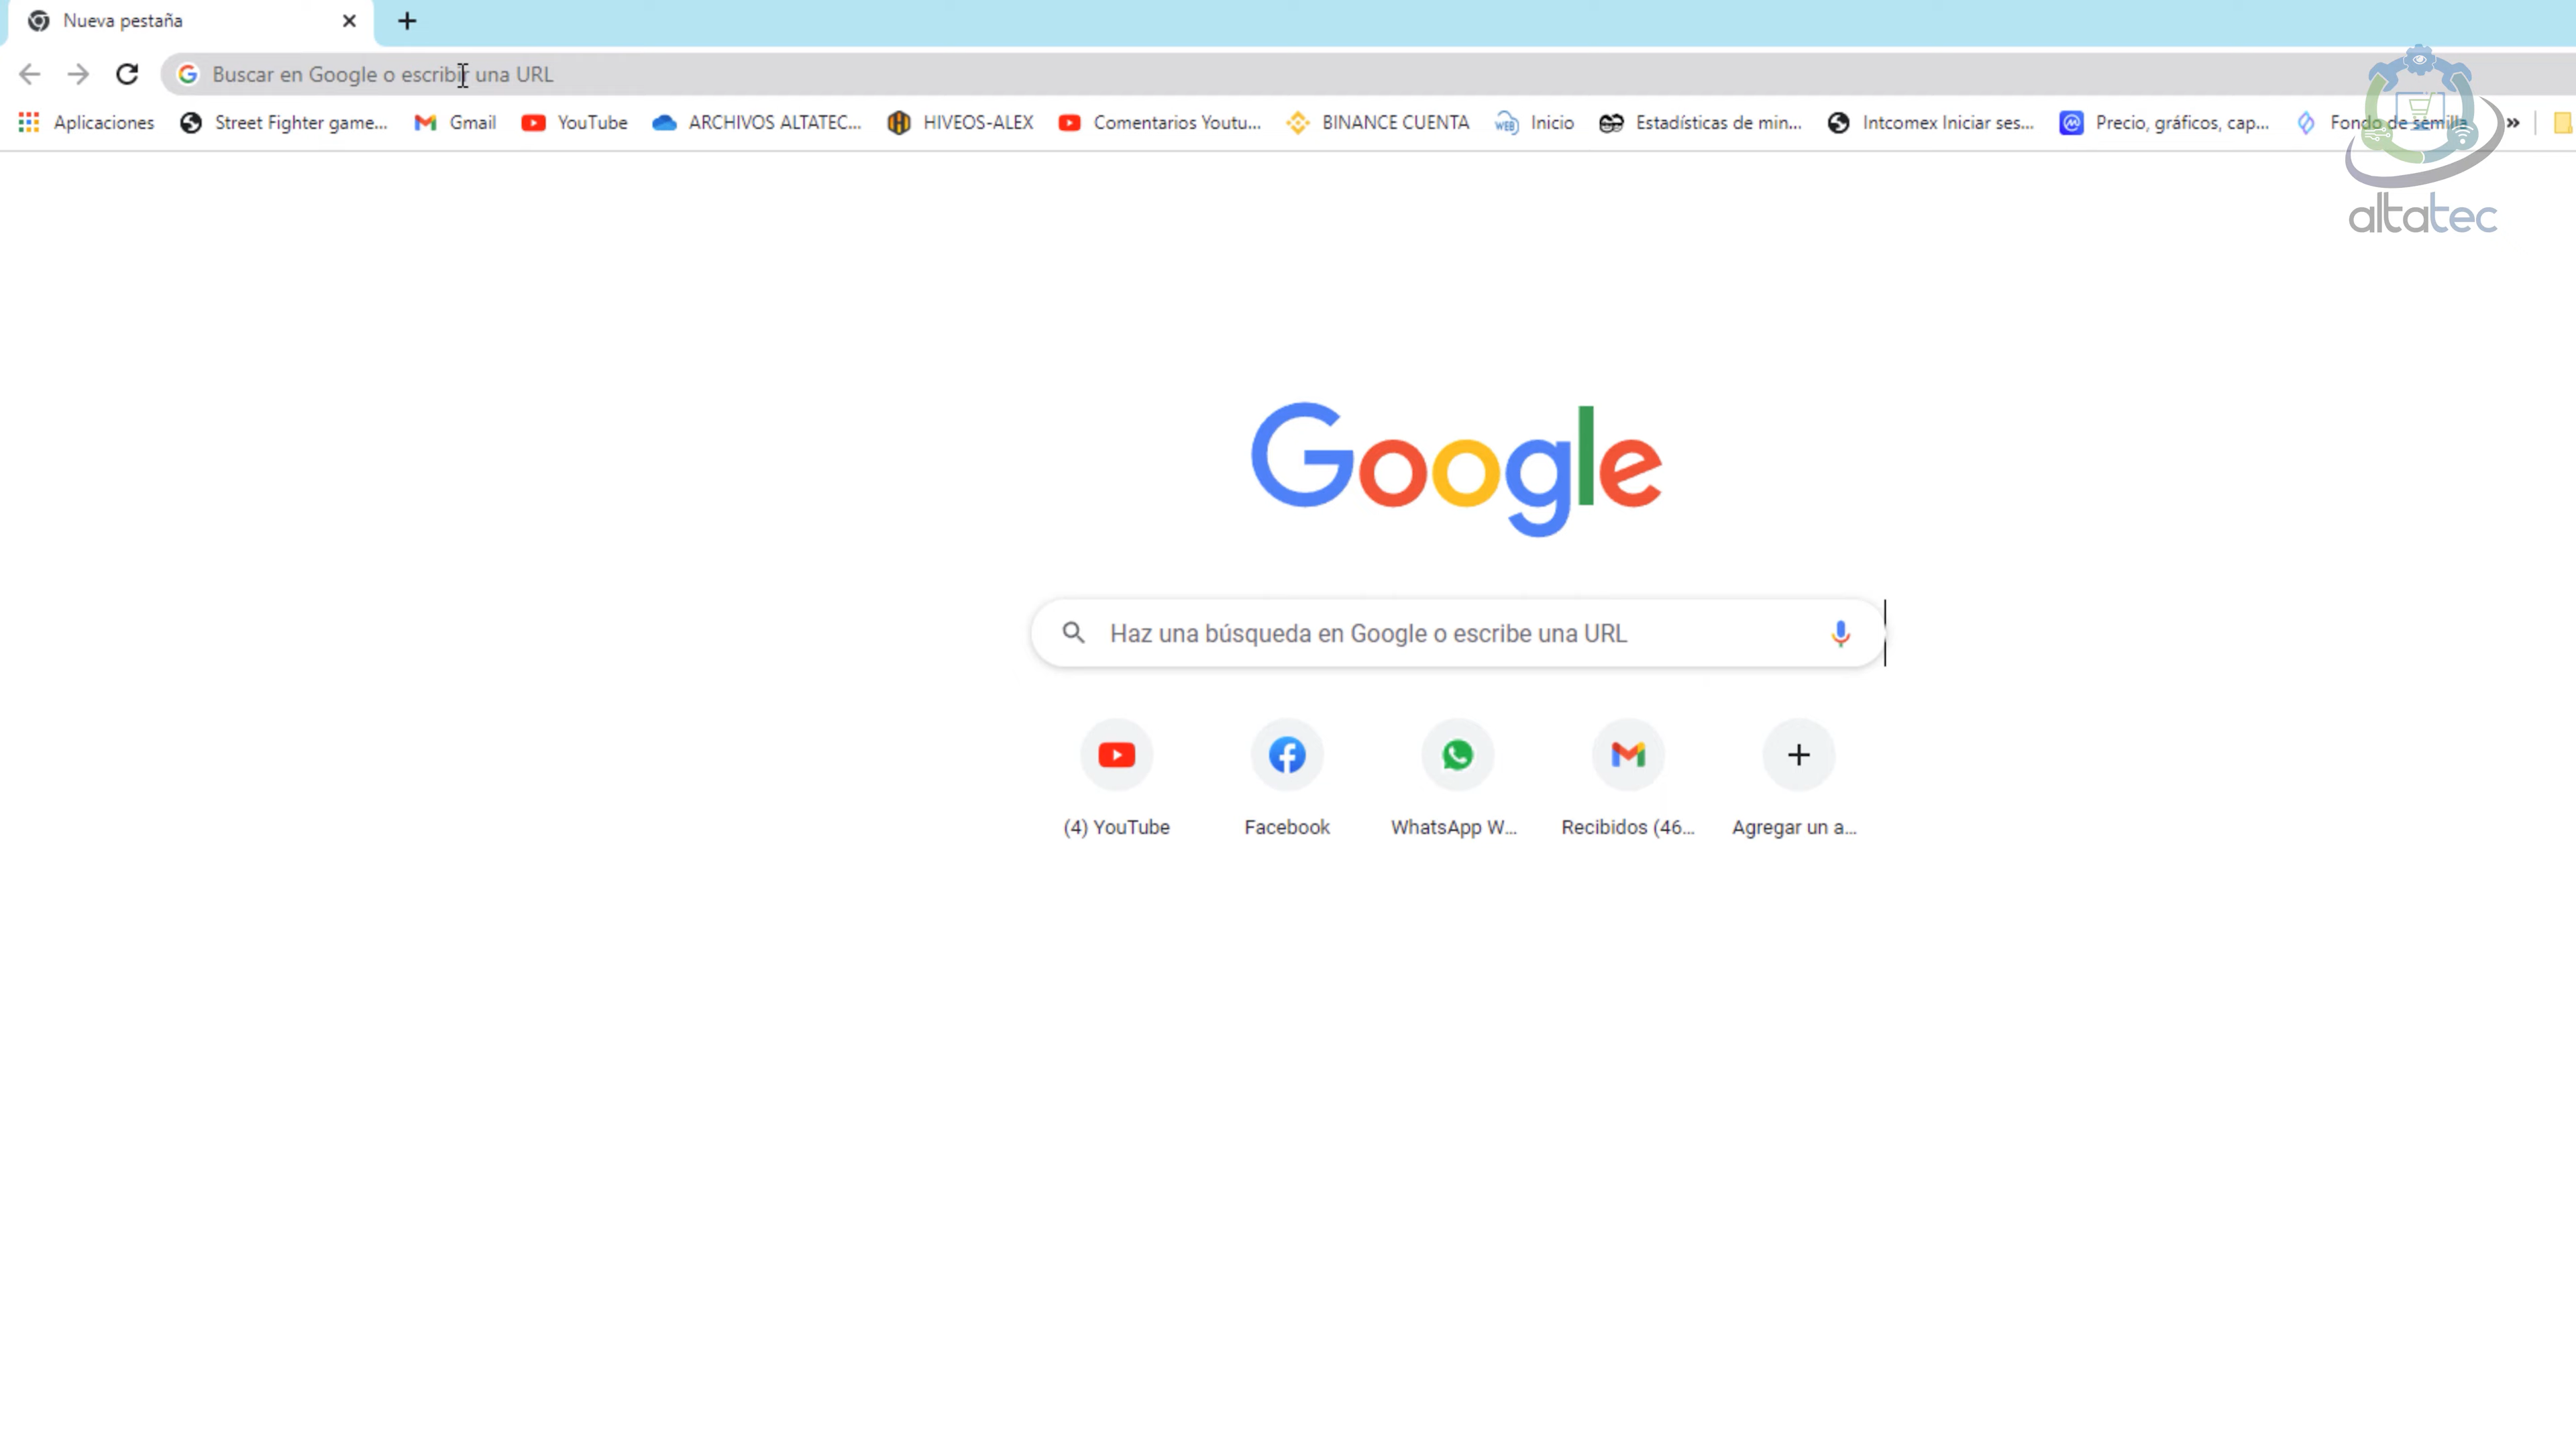 Nueva pestaña
Buscar en Google o escribir una URL
Aplicaciones Street Fighter game... Gmail YouTube ARCHIVOS ALTATEC... HIVEOS-ALEX Comentarios Youtu... BINANCE CUENTA WEB Inicio Estadísticas de min... Intcomex Iniciar ses... Precio, gráficos, cap... Fondo de semilla »
altatec
Google
Haz una búsqueda en Google o escribe una URL
(4) YouTube Facebook WhatsApp W... Recibidos (46... Agregar un a...